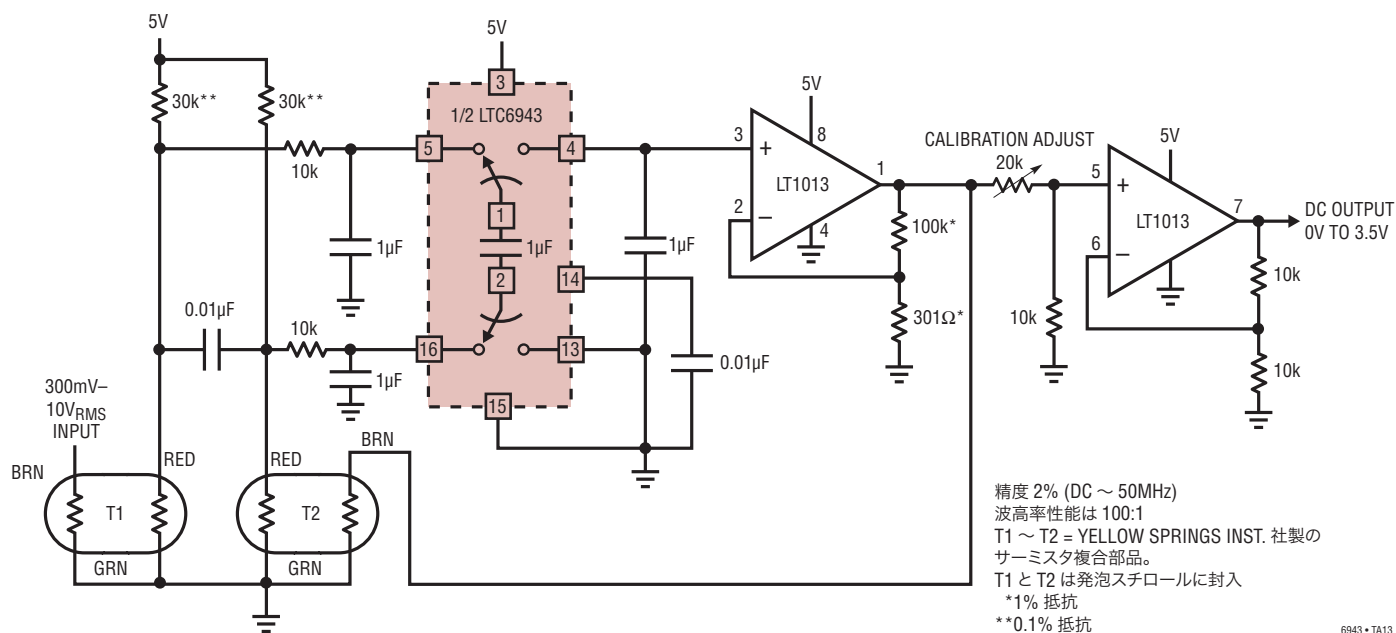 5V
5V
30k**
30k**
3
1/2 LTC6943
5V
5
4
3
8
10k
+
LT1013
1
CALIBRATION ADJUST
20k
5V
5
+
LT1013
7
DC OUTPUT
0V TO 3.5V
1
1µF
1µF
1µF
2
2
−
4
100k*
6
−
14
10k
10k
0.01µF
10k
16
13
301Ω*
0.01µF
10k
1µF
300mV–
10VRMS
INPUT
15
BRN
BRN
RED
RED
T1
T2
GRN
GRN
精度 2% (DC ～ 50MHz)
波高率性能は 100:1
T1 ～ T2 = YELLOW SPRINGS INST. 社製の
サーミスタ複合部品。
T1 と T2 は発泡スチロールに封入
*1% 抵抗
**0.1% 抵抗
6943 • TA13